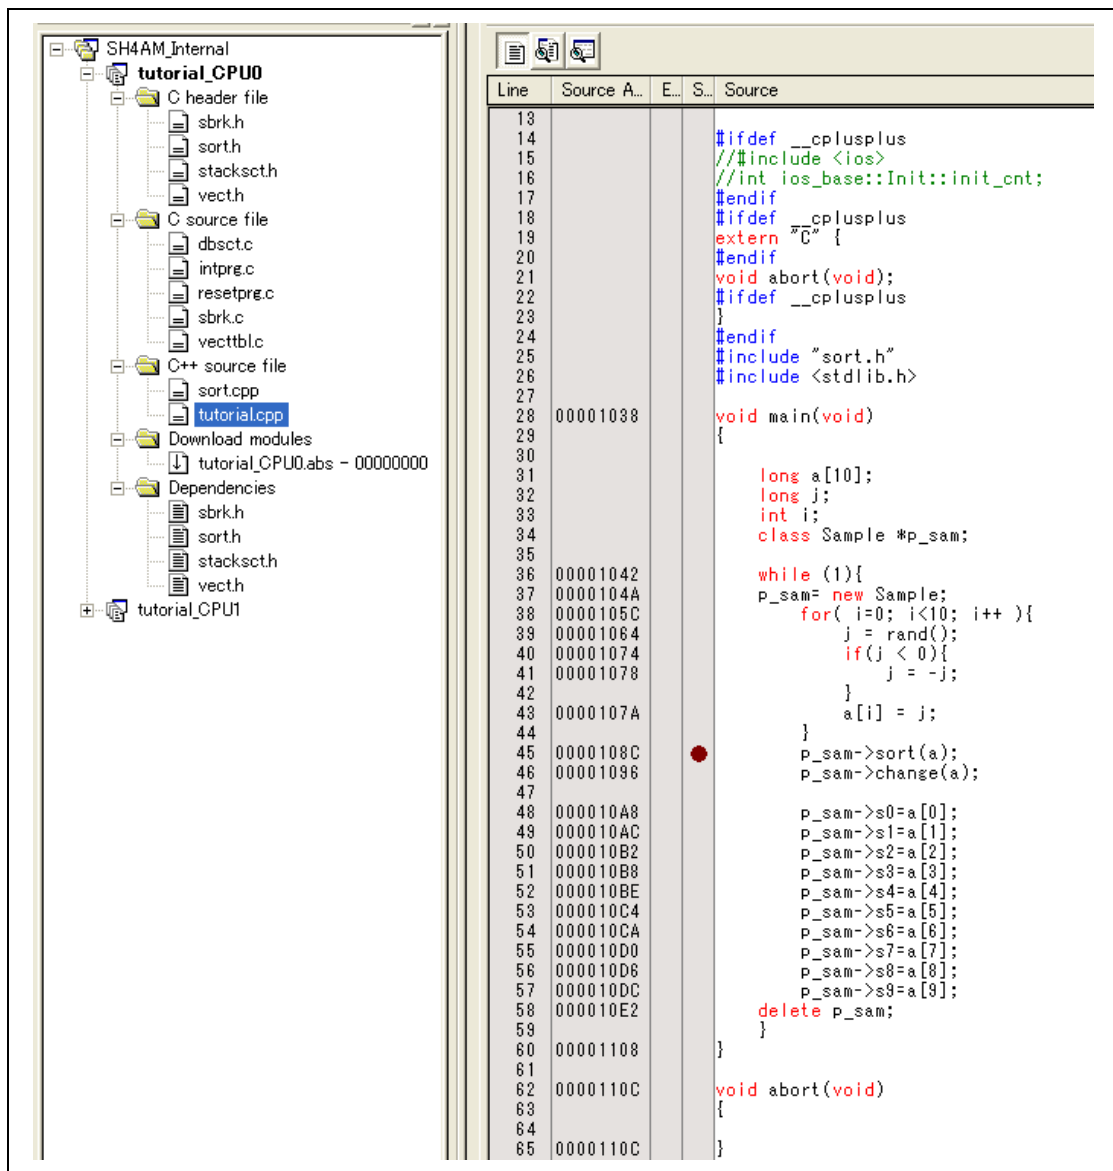 SH4AM_Internal
tutorial_CPU0
C header file
sbrk.h
sort.h
stacksct.h
vect.h
C source file
dbsct.c
intprg.c
resetprg.c
sbrk.c
vecttbl.c
C++ source file
sort.cpp
tutorial.cpp
Download modules
tutorial_CPU0.abs - 00000000
Dependencies
sbrk.h
sort.h
stacksct.h
vect.h
tutorial_CPU1
Line Source A... E... S... Source
13
14 #ifdef __cplusplus
15 //#include <ios>
16 //int ios_base::Init::init_cnt;
17 #endif
18 #ifdef __cplusplus
19 extern "C" {
20 #endif
21 void abort(void);
22 #ifdef __cplusplus
23 }
24 #endif
25 #include "sort.h"
26 #include <stdlib.h>
27
28 00001038 void main(void)
29 {
30
31 long a[10];
32 long j;
33 int i;
34 class Sample *p_sam;
35
36 00001042 while (1){
37 0000104A p_sam= new Sample;
38 0000105C for( i=0; i<10; i++ ){
39 00001064 j = rand();
40 00001074 if(j < 0){
41 00001078 j = -j;
42 }
43 0000107A a[i] = j;
44 }
45 0000108C p_sam->sort(a);
46 00001096 p_sam->change(a);
47
48 000010A8 p_sam->s0=a[0];
49 000010AC p_sam->s1=a[1];
50 000010B2 p_sam->s2=a[2];
51 000010B8 p_sam->s3=a[3];
52 000010BE p_sam->s4=a[4];
53 000010C4 p_sam->s5=a[5];
54 000010CA p_sam->s6=a[6];
55 000010D0 p_sam->s7=a[7];
56 000010D6 p_sam->s8=a[8];
57 000010DC p_sam->s9=a[9];
58 000010E2 delete p_sam;
59 }
60 00001108 }
61
62 0000110C void abort(void)
63 {
64
65 0000110C }